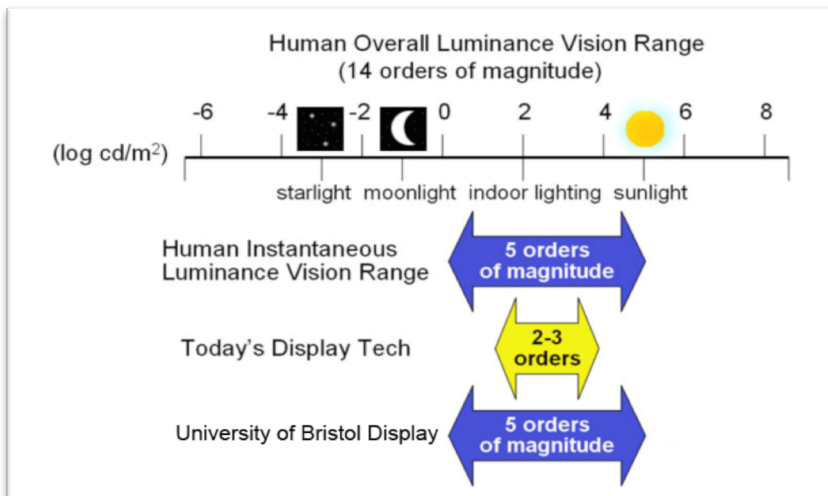 Human Overall Luminance Vision Range
(14 orders of magnitude)
-6 -4 -2 0 2 4 6 8
(log cd/m²)
starlight moonlight indoor lighting sunlight
Human Instantaneous
Luminance Vision Range
5 orders
of magnitude
Today's Display Tech
2-3
orders
University of Bristol Display
5 orders
of magnitude